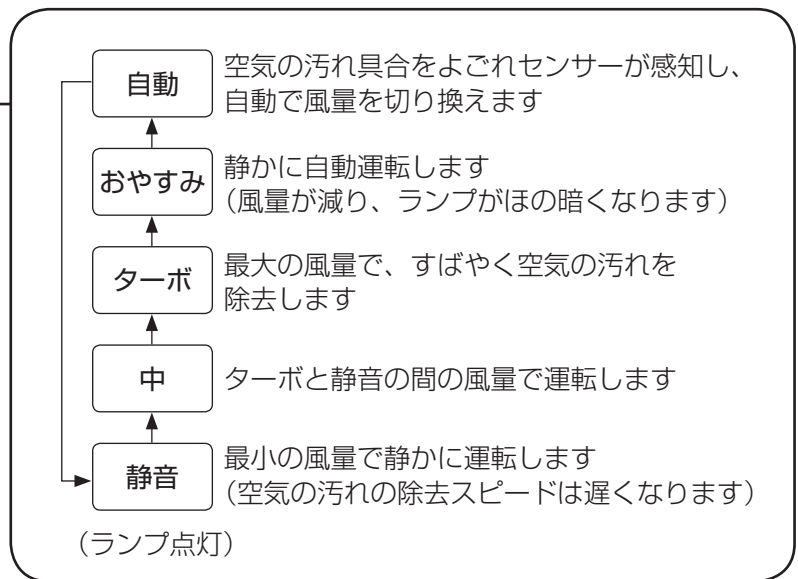 自動
空気の汚れ具合をよごれセンサーが感知し、
自動で風量を切り換えます
おやすみ
静かに自動運転します
（風量が減り、ランプがほの暗くなります）
ターボ
最大の風量で、すばやく空気の汚れを
除去します
中
ターボと静音の間の風量で運転します
静音
最小の風量で静かに運転します
（空気の汚れの除去スピードは遅くなります）
（ランプ点灯）